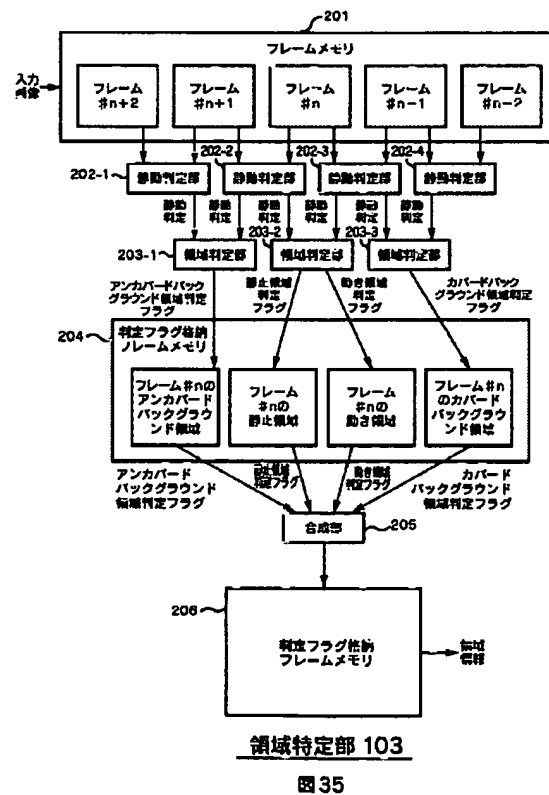 201
フレームメモリ
入力
画像
フレーム
#n+2
フレーム
#n+1
フレーム
#n
フレーム
#n-1
フレーム
#n-2
202-1
静動判定部
202-2
静動判定部
202-3
静動判定部
202-4
静動判定部
静動
判定
静動
判定
静動
判定
静動
判定
静動
判定
静動
判定
203-1
領域判定部
203-2
領域判定部
203-3
領域判定部
アンカバードバック
グラウンド領域判定
フラグ
静止領域
判定
フラグ
動き領域
判定
フラグ
カバードバック
グラウンド領域判定
フラグ
204
判定フラグ格納
フレームメモリ
フレーム#nの
アンカバード
バックグラウ
ンド領域
フレーム
#nの
静止領域
フレーム
#nの
動き領域
フレーム#n
のカバード
バックグラ
ウンド領域
アンカバード
バックグラウンド
領域判定フラグ
静止領域
判定フラグ
動き領域
判定フラグ
カバード
バックグラウンド
領域判定フラグ
合成部
205
206
判定フラグ格納
フレームメモリ
領域
情報
領域特定部 103
図35